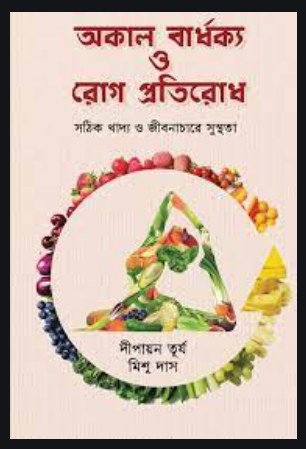 অকাল বার্ধক্য
ও
রোগ প্রতিরোধ
সঠিক খাদ্য ও জীবনাচারে সুস্থতা
দীপায়ন তূর্য
মিশু দাস